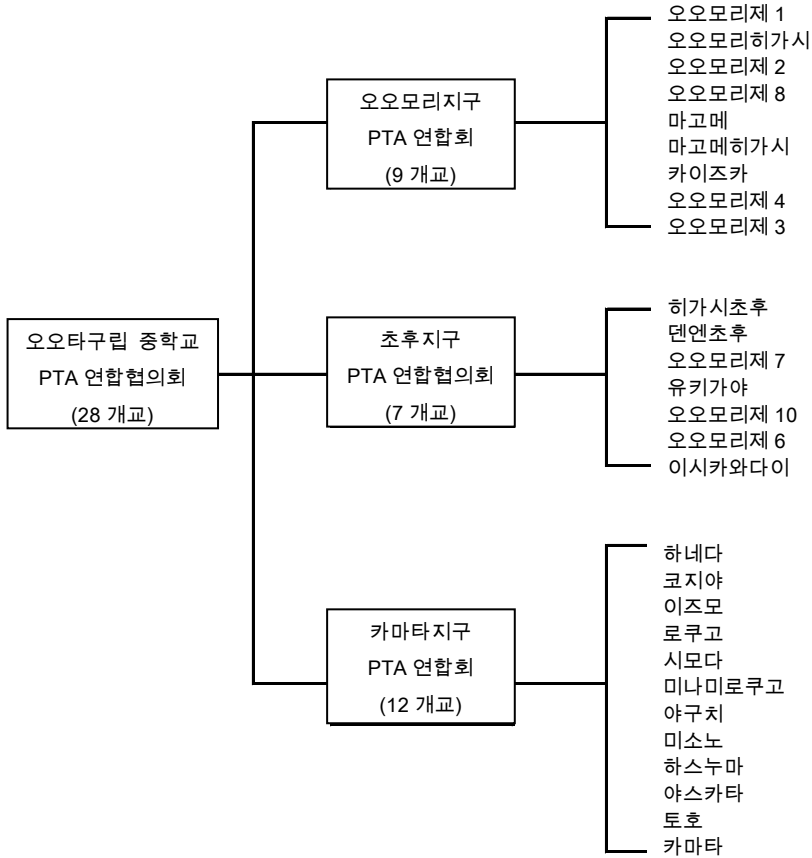 오오타구립 중학교
PTA 연합협의회
(28 개교)
오오모리지구
PTA 연합회
(9 개교)
오오모리제 1
오오모리히가시
오오모리제 2
오오모리제 8
마고메
마고메히가시
카이즈카
오오모리제 4
오오모리제 3
초후지구
PTA 연합협의회
(7 개교)
히가시초후
덴엔초후
오오모리제 7
유키가야
오오모리제 10
오오모리제 6
이시카와다이
카마타지구
PTA 연합회
(12 개교)
하네다
코지야
이즈모
로쿠고
시모다
미나미로쿠고
야구치
미소노
하스누마
야스카타
토호
카마타